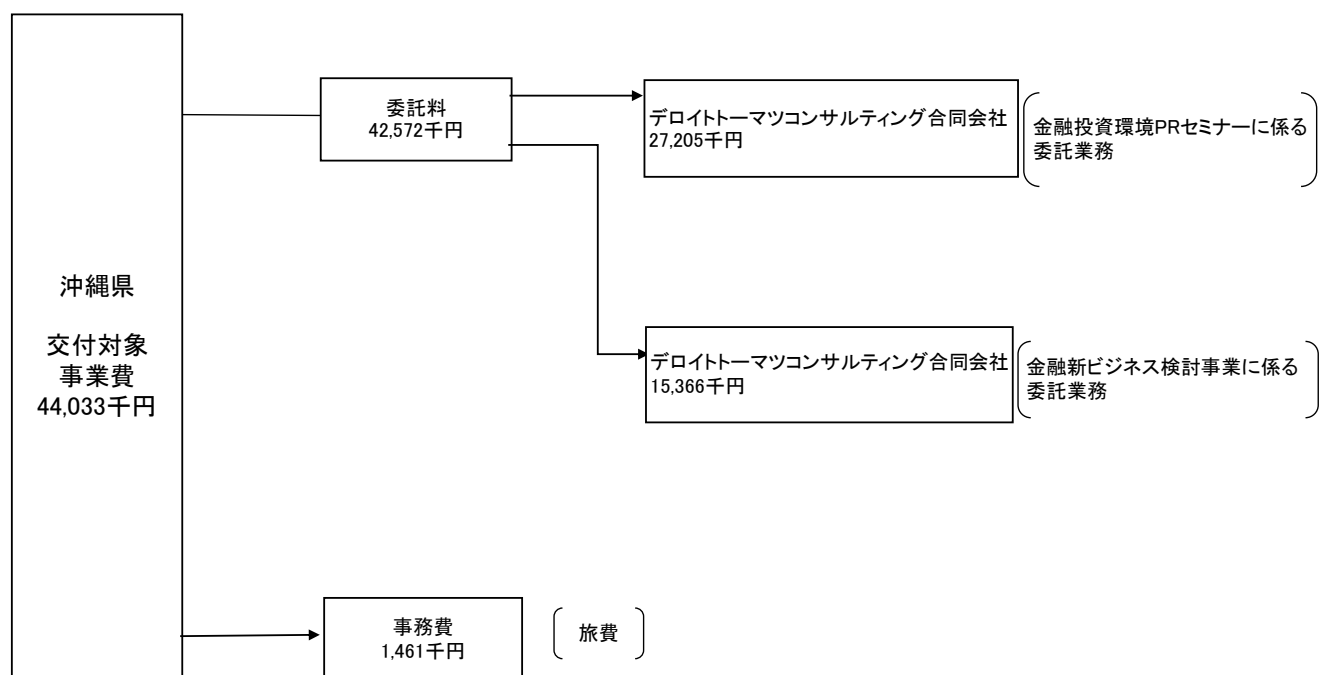 沖縄県
交付対象
事業費
44,033千円
委託料
42,572千円
デロイトトーマツコンサルティング合同会社
27,205千円
金融投資環境PRセミナーに係る
委託業務
デロイトトーマツコンサルティング合同会社
15,366千円
金融新ビジネス検討事業に係る
委託業務
事務費
1,461千円
旅費